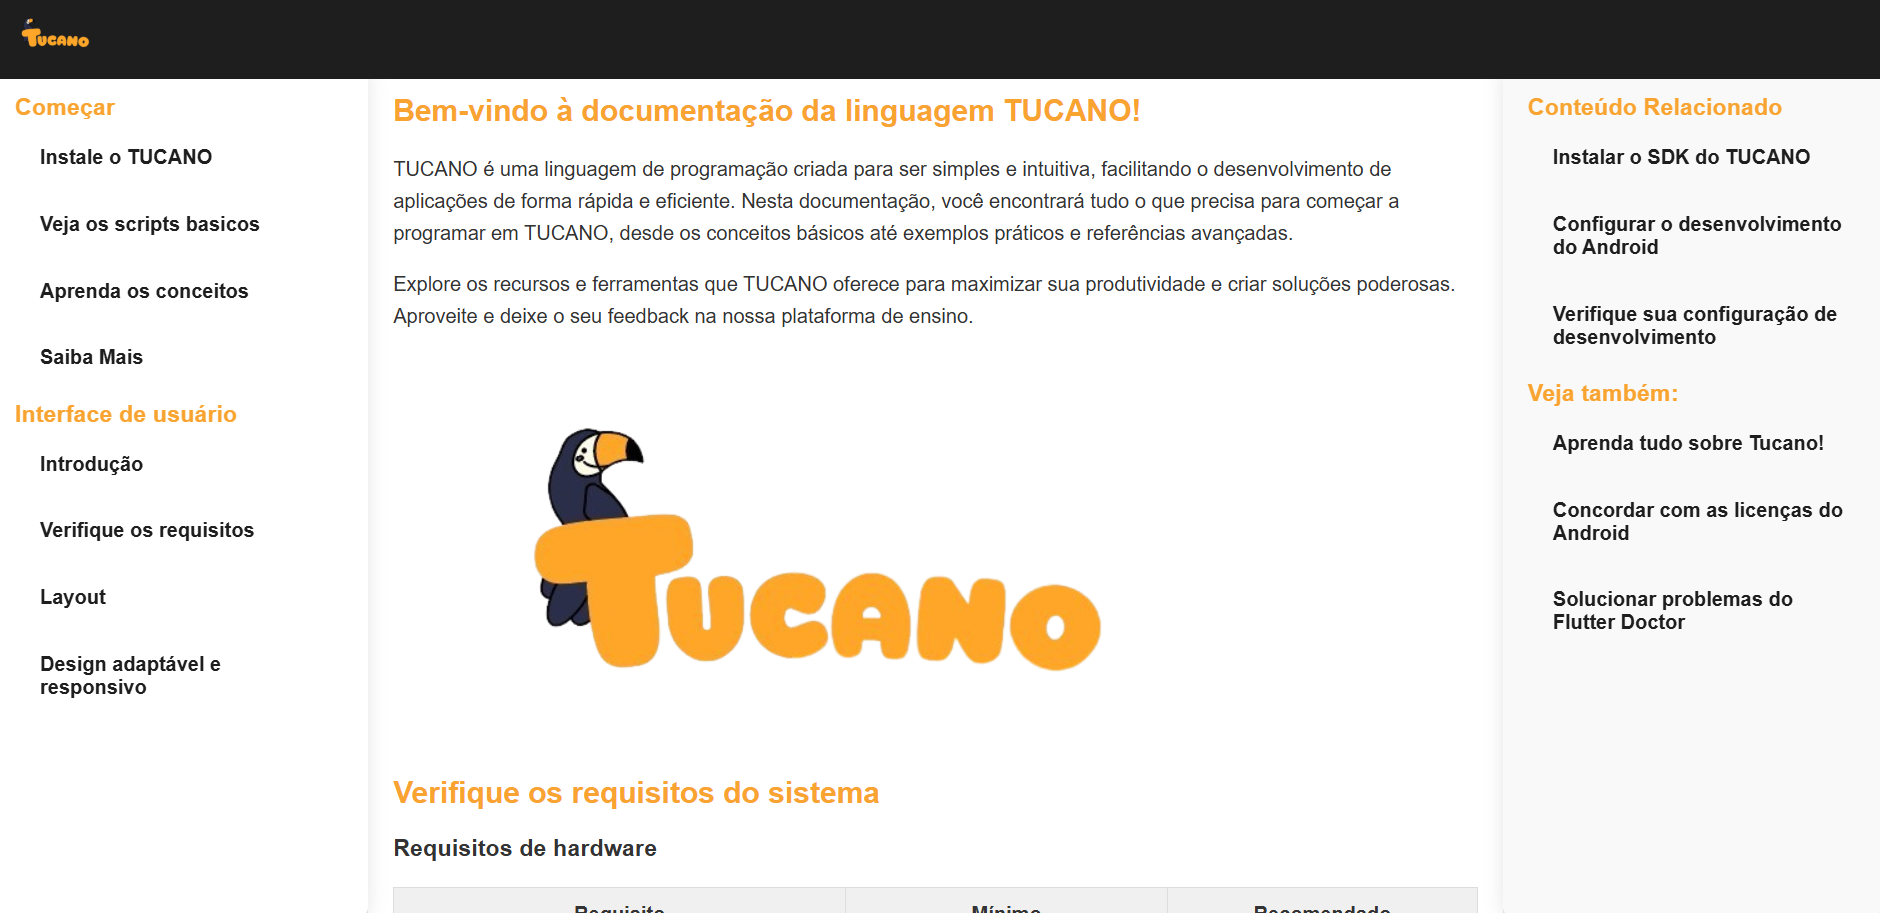 TUCANO
Começar
Instale o TUCANO
Veja os scripts basicos
Aprenda os conceitos
Saiba Mais
Interface de usuário
Introdução
Verifique os requisitos
Layout
Design adaptável e
responsivo
Bem-vindo à documentação da linguagem TUCANO!
TUCANO é uma linguagem de programação criada para ser simples e intuitiva, facilitando o desenvolvimento de
aplicações de forma rápida e eficiente. Nesta documentação, você encontrará tudo o que precisa para começar a
programar em TUCANO, desde os conceitos básicos até exemplos práticos e referências avançadas.
Explore os recursos e ferramentas que TUCANO oferece para maximizar sua produtividade e criar soluções poderosas.
Aproveite e deixe o seu feedback na nossa plataforma de ensino.
TUCANO
Verifique os requisitos do sistema
Requisitos de hardware
Requisito Mínimo Recomendado
Conteúdo Relacionado
Instalar o SDK do TUCANO
Configurar o desenvolvimento
do Android
Verifique sua configuração de
desenvolvimento
Veja também:
Aprenda tudo sobre Tucano!
Concordar com as licenças do
Android
Solucionar problemas do
Flutter Doctor